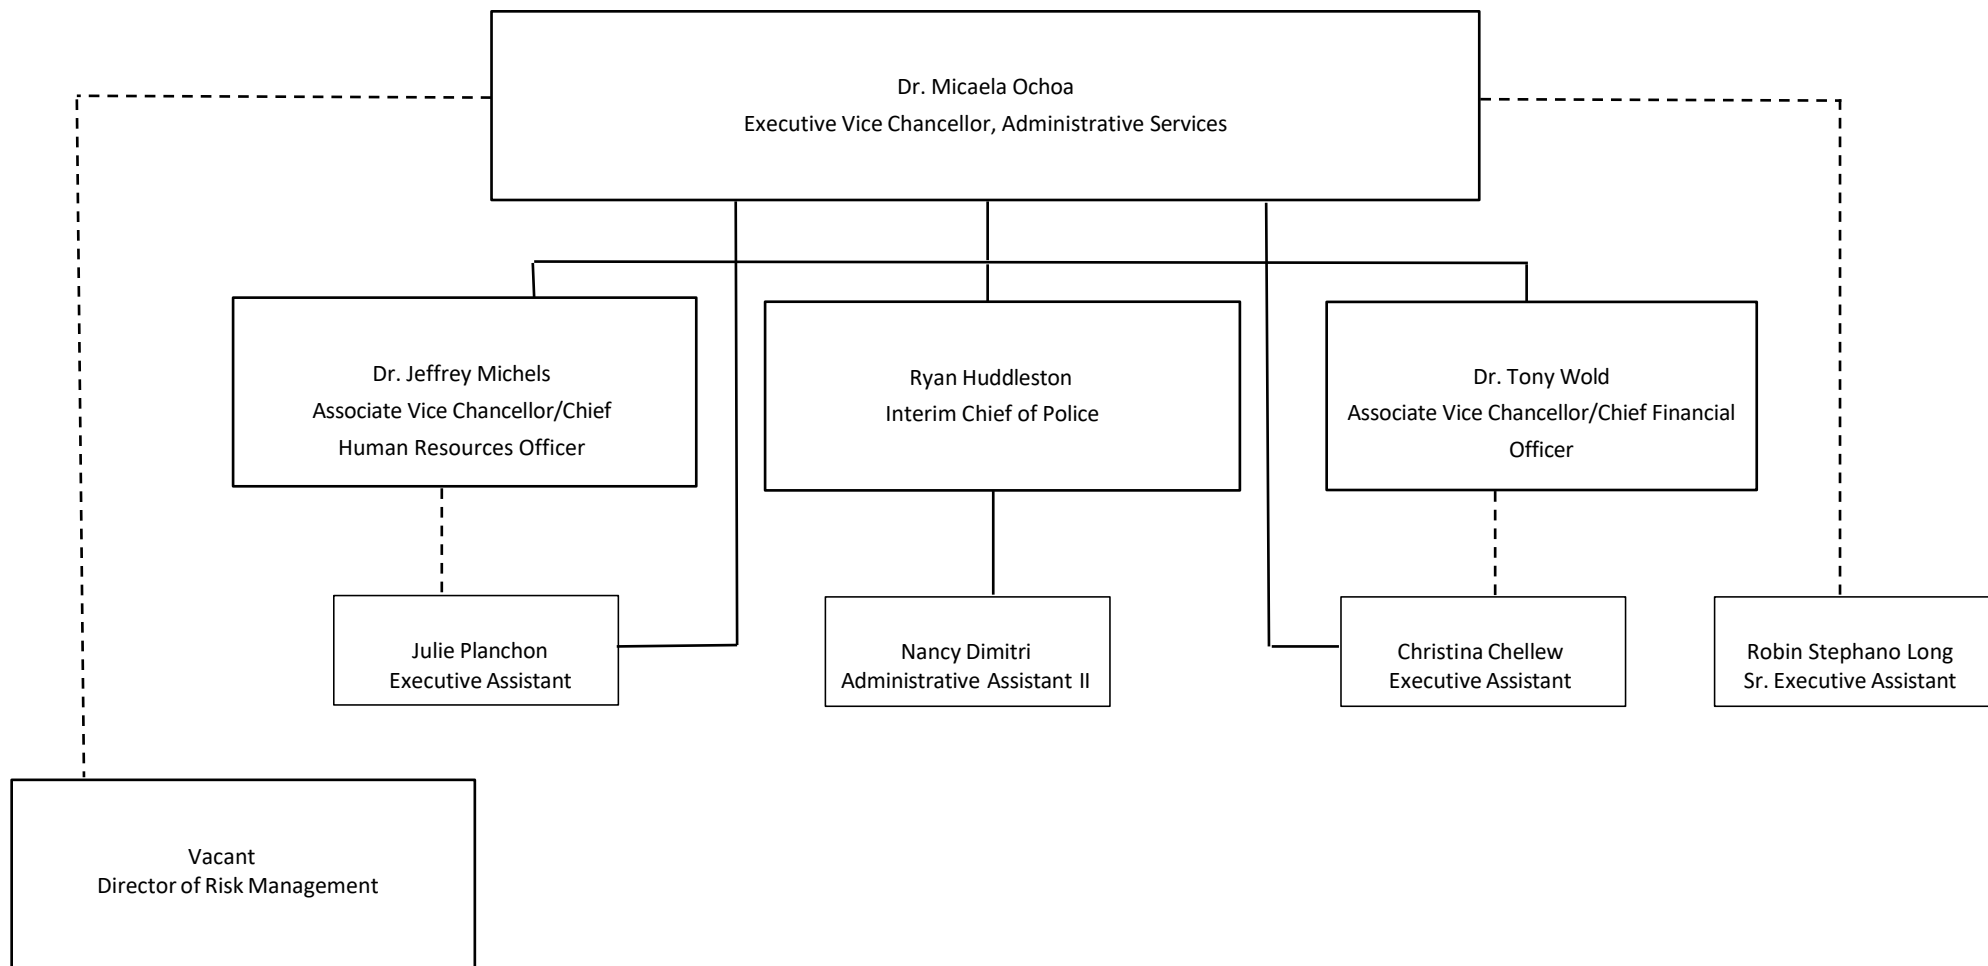 Dr. Micaela Ochoa
Executive Vice Chancellor, Administrative Services
Dr. Jeffrey Michels
Associate Vice Chancellor/Chief
Human Resources Officer
Ryan Huddleston
Interim Chief of Police
Dr. Tony Wold
Associate Vice Chancellor/Chief Financial
Officer
Julie Planchon
Executive Assistant
Nancy Dimitri
Administrative Assistant II
Christina Chellew
Executive Assistant
Robin Stephano Long
Sr. Executive Assistant
Vacant
Director of Risk Management